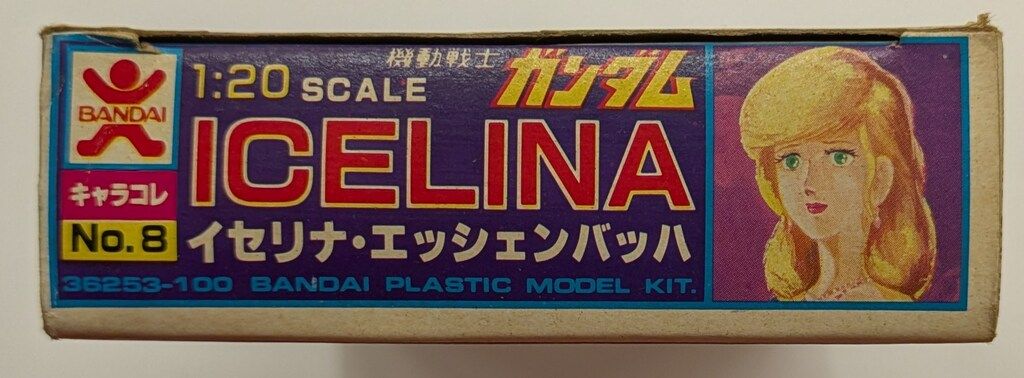 BANDAI
キャラコレ
No.8
1:20 SCALE
機動戦士
ガンダム
ICELINA
イセリナ・エッシェンバッハ
36253-100 BANDAI PLASTIC MODEL KIT.